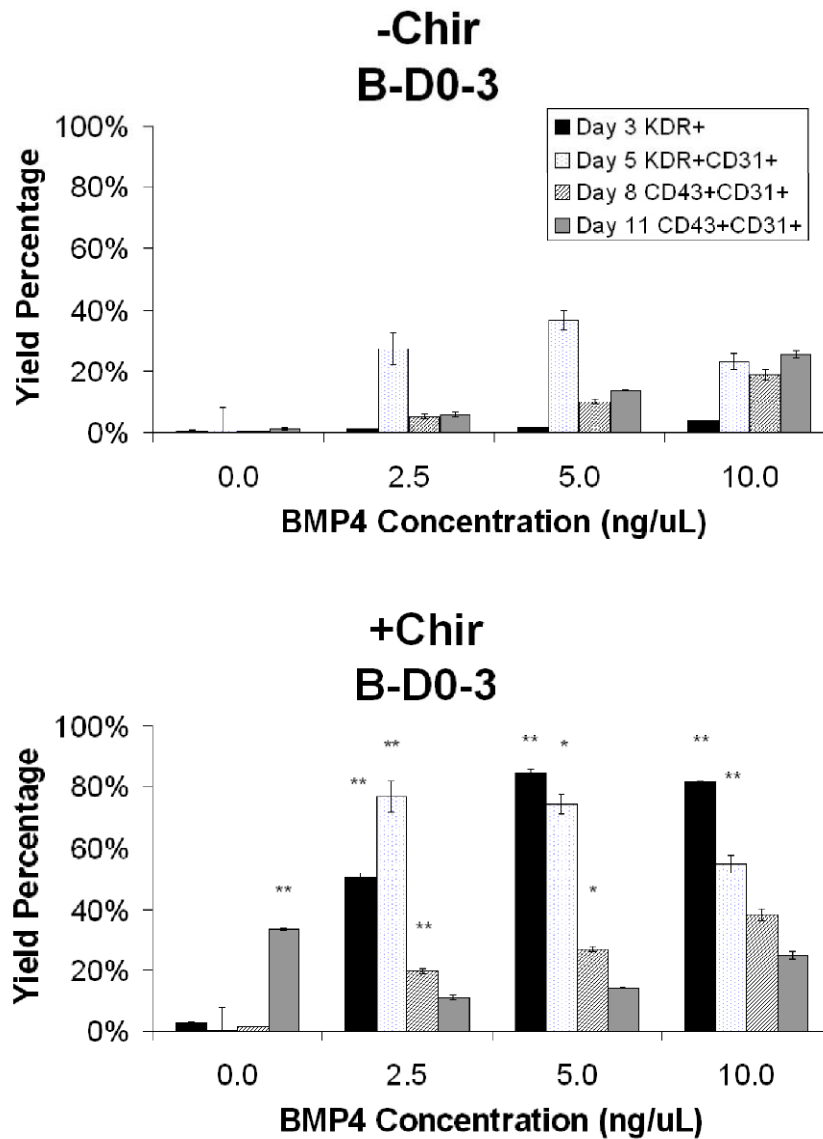 -Chir
B-D0-3
100%
80%
60%
40%
20%
0%
Yield Percentage
Day 3 KDR+
Day 5 KDR+CD31+
Day 8 CD43+CD31+
Day 11 CD43+CD31+
0.0 2.5 5.0 10.0
BMP4 Concentration (ng/uL)
+Chir
B-D0-3
100%
80%
60%
40%
20%
0%
Yield Percentage
** ** ** ** ** * * ** **
0.0 2.5 5.0 10.0
BMP4 Concentration (ng/uL)